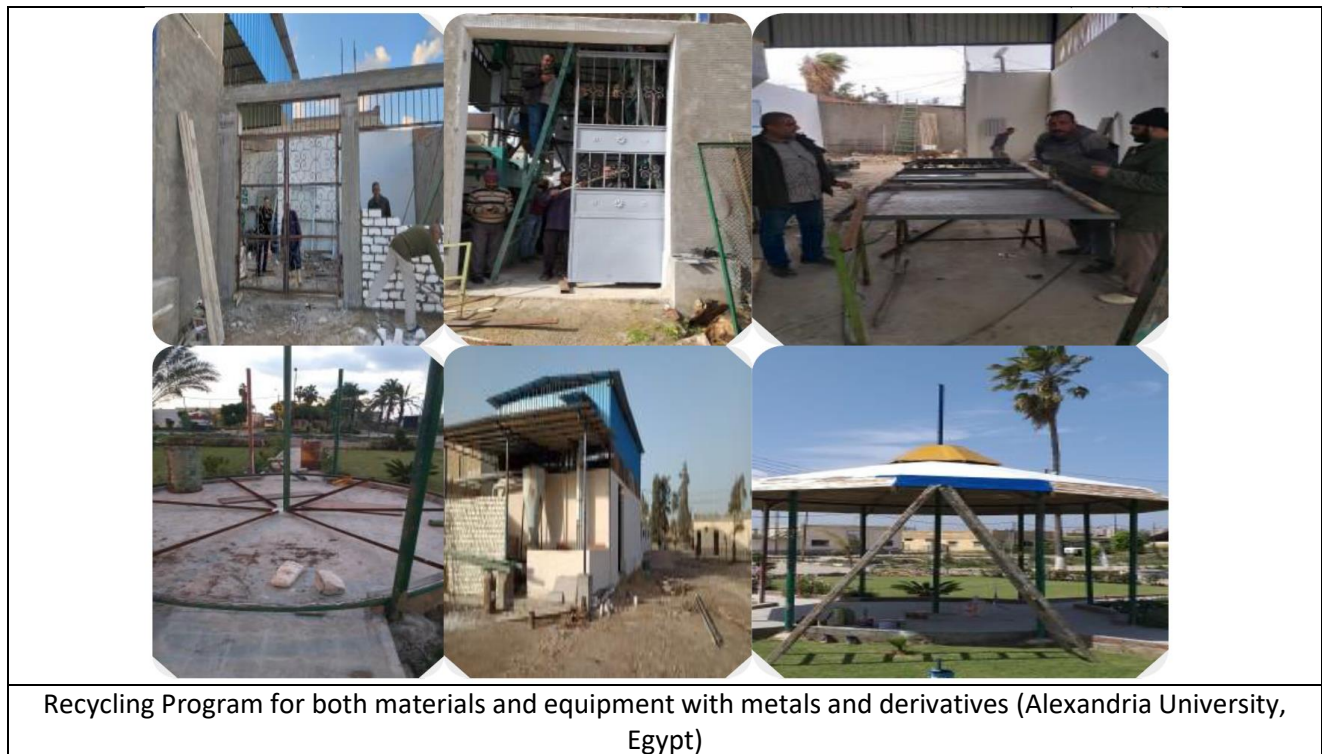 Recycling Program for both materials and equipment with metals and derivatives (Alexandria University,
Egypt)